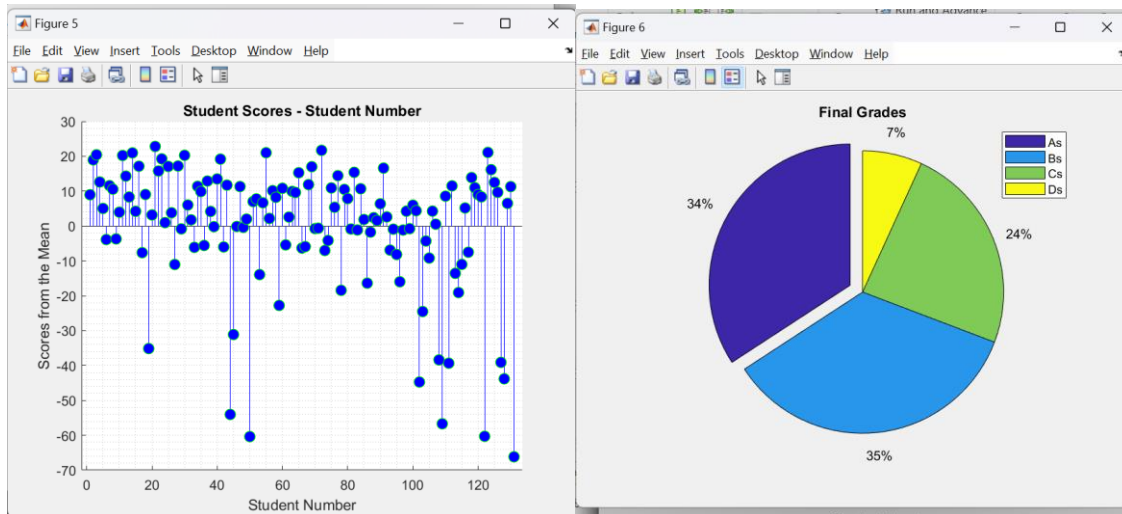 Figure 5
File Edit View Insert Tools Desktop Window Help
Student Scores - Student Number
30
20
10
0
-10
-20
-30
-40
-50
-60
-70
Scores from the Mean
0 20 40 60 80 100 120
Student Number
Run and Advance
Figure 6
File Edit View Insert Tools Desktop Window Help
Final Grades
7%
As
Bs
Cs
Ds
34%
24%
35%